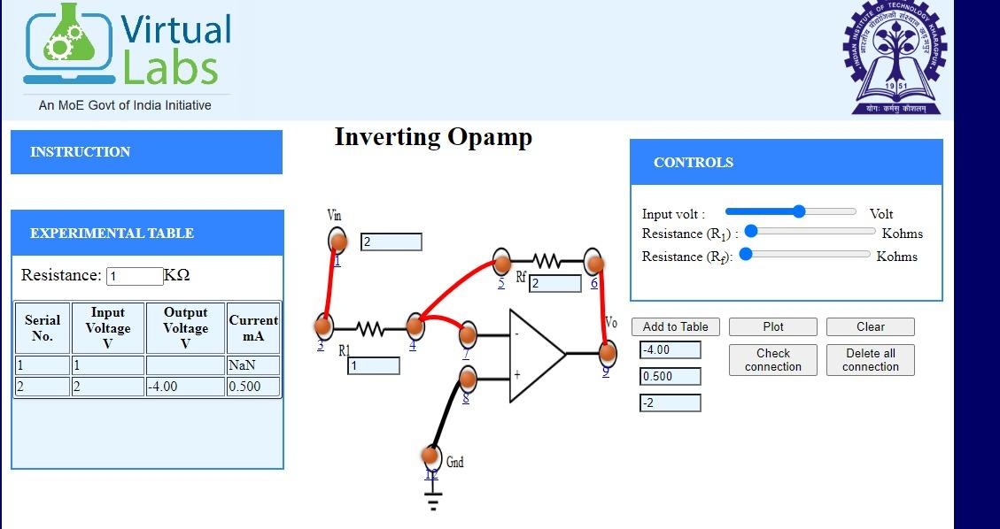 Virtual
Labs
An MoE Govt of India Initiative
INDIAN INSTITUTE OF TECHNOLOGY KHARAGPUR
1951
योगः कर्मसु कौशलम्
INSTRUCTION
EXPERIMENTAL TABLE
Resistance: 1 KΩ
Serial No. Input Voltage V Output Voltage V Current mA
1 1 NaN
2 2 -4.00 0.500
Inverting Opamp
Vin
2
1
5 Rf 2 6
3 R1 4 7 - Vo
1
8 + 9
12 Gnd
CONTROLS
Input volt : Volt
Resistance (R1) : Kohms
Resistance (Rf): Kohms
Add to Table Plot Clear
-4.00 Check connection Delete all connection
0.500
-2